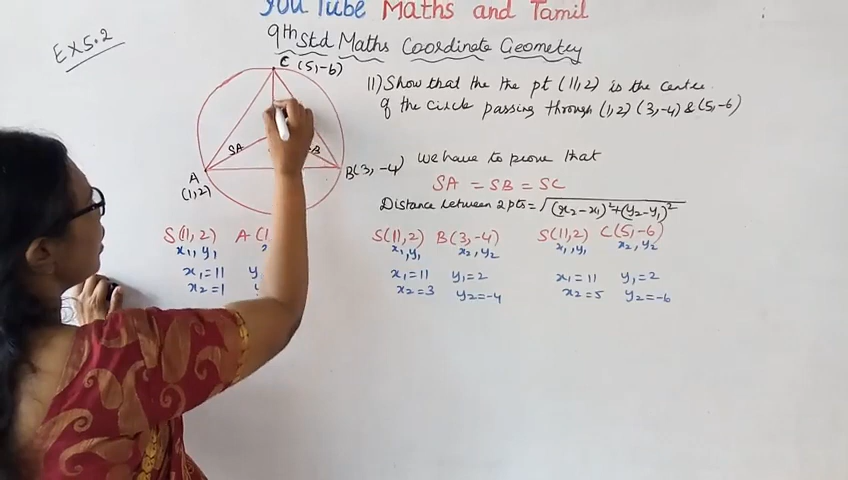 YouTube Maths and Tamil
9th Std Maths Coordinate Geometry
EX 5.2
C (5,-6)
11) Show that the the pt (11,2) is the centre
of the circle passing through (1,2) (3,-4) & (5,-6)
SA
B
A
(1,2)
B(3,-4)
We have to prove that
SA = SB = SC
Distance between 2 pts = √(x₂-x₁)²+(y₂-y₁)²
S(11,2) A(1
x₁,y₁
x₁=11 y
x₂=1
S(11,2) B(3,-4)
x₁,y₁ x₂,y₂
x₁=11 y₁=2
x₂=3 y₂=-4
S(11,2) C(5,-6)
x₁,y₁ x₂,y₂
x₁=11 y₁=2
x₂=5 y₂=-6